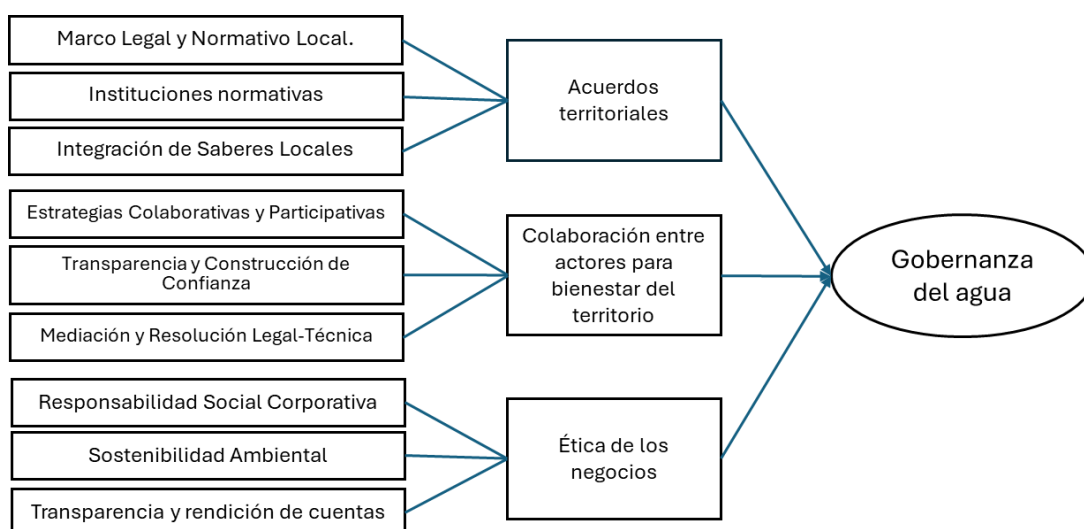 Marco Legal y Normativo Local.
Instituciones normativas
Integración de Saberes Locales
Acuerdos
territoriales
Estrategias Colaborativas y Participativas
Transparencia y Construcción de
Confianza
Mediación y Resolución Legal-Técnica
Colaboración entre
actores para
bienestar del
territorio
Responsabilidad Social Corporativa
Sostenibilidad Ambiental
Transparencia y rendición de cuentas
Ética de los
negocios
Gobernanza
del agua